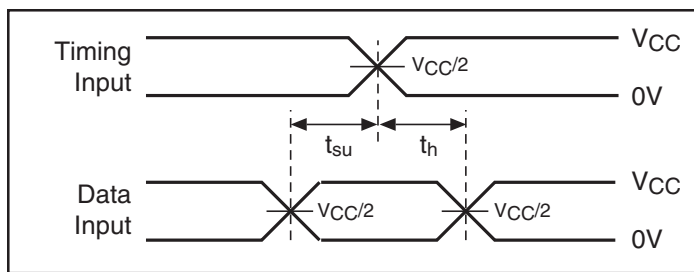 Timing
Input
VCC
VCC/2
0V
tsu
th
Data
Input
VCC
VCC/2
VCC/2
0V